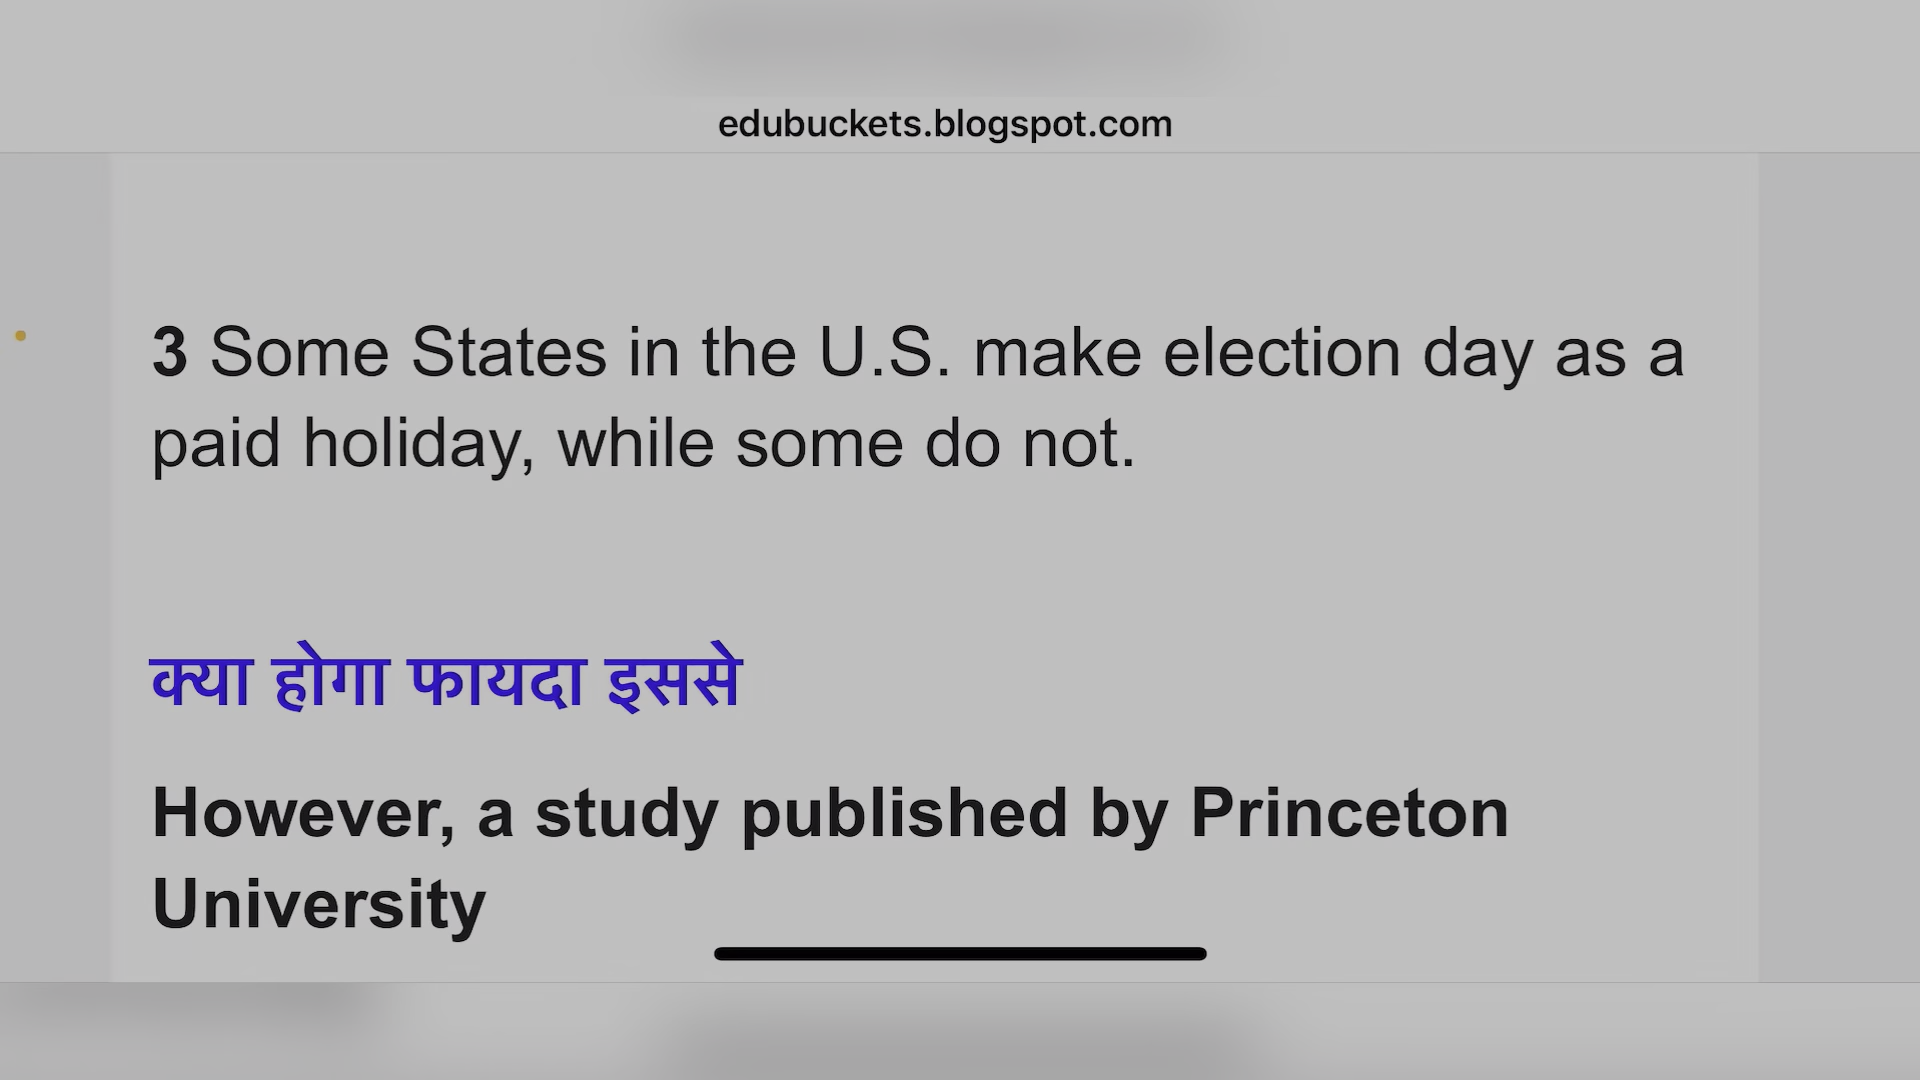 edubuckets.blogspot.com
3 Some States in the U.S. make election day as a
paid holiday, while some do not.
क्या होगा फायदा इससे
However, a study published by Princeton
University